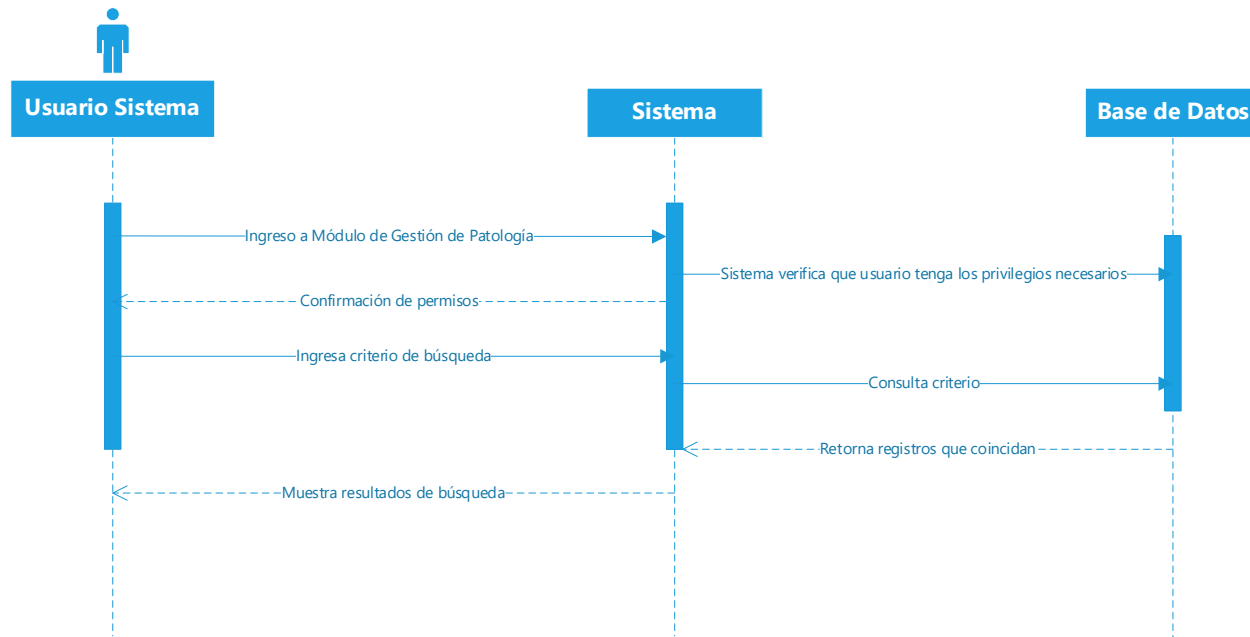 Usuario Sistema
Sistema
Base de Datos
Ingreso a Módulo de Gestión de Patología
Sistema verifica que usuario tenga los privilegios necesarios
Confirmación de permisos
Ingresa criterio de búsqueda
Consulta criterio
Retorna registros que coincidan
Muestra resultados de búsqueda